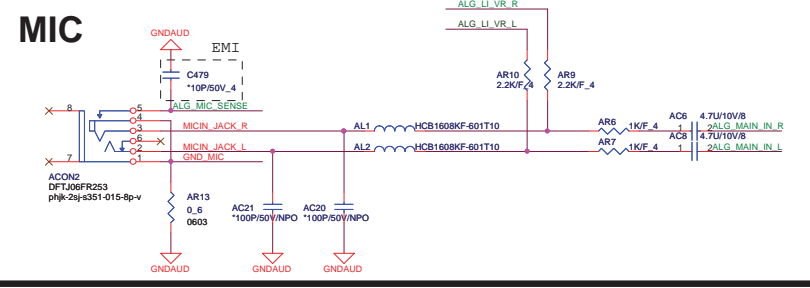 MIC
ALG_LI_VR_R
ALG_LI_VR_L
GNDAUD
EMI
C479
*10P/50V_4
AR10
2.2K/F_4
AR9
2.2K/F_4
8
5
ALG_MIC_SENSE
4
3
MICIN_JACK_R
AL1
HCB1608KF-601T10
AR6
1K/F_4
AC6
4.7U/10V/8
1
2
ALG_MAIN_IN_R
6
2
MICIN_JACK_L
AL2
HCB1608KF-601T10
AR7
1K/F_4
AC8
4.7U/10V/8
1
2
ALG_MAIN_IN_L
7
1
GND_MIC
ACON2
DFTJ06FR253
phjk-2sj-s351-015-8p-v
AR13
0_6
0603
AC21
*100P/50V/NPO
AC20
*100P/50V/NPO
GNDAUD
GNDAUD
GNDAUD